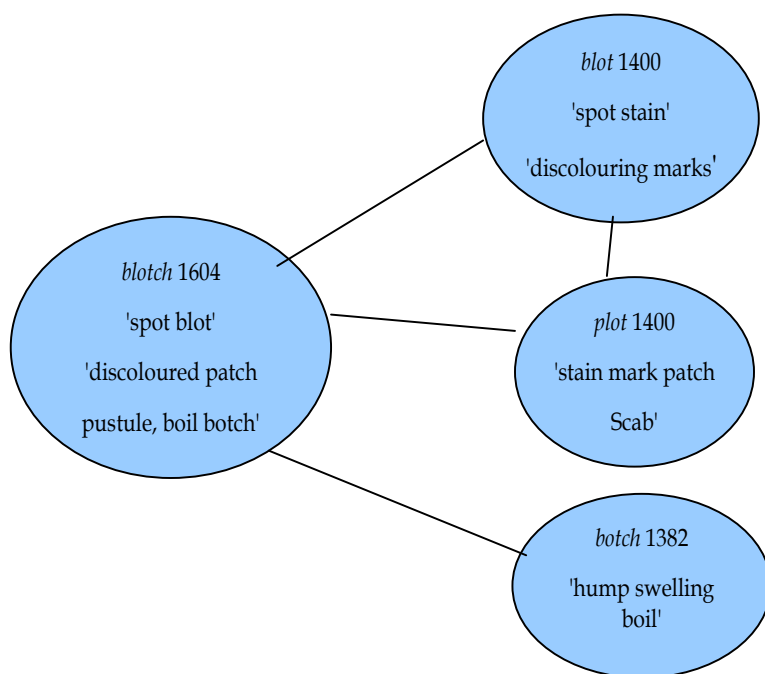 blot 1400
'spot stain'
'discolouring marks'
blotch 1604
'spot blot'
'discoloured patch
pustule, boil botch'
plot 1400
'stain mark patch
Scab'
botch 1382
'hump swelling
boil'